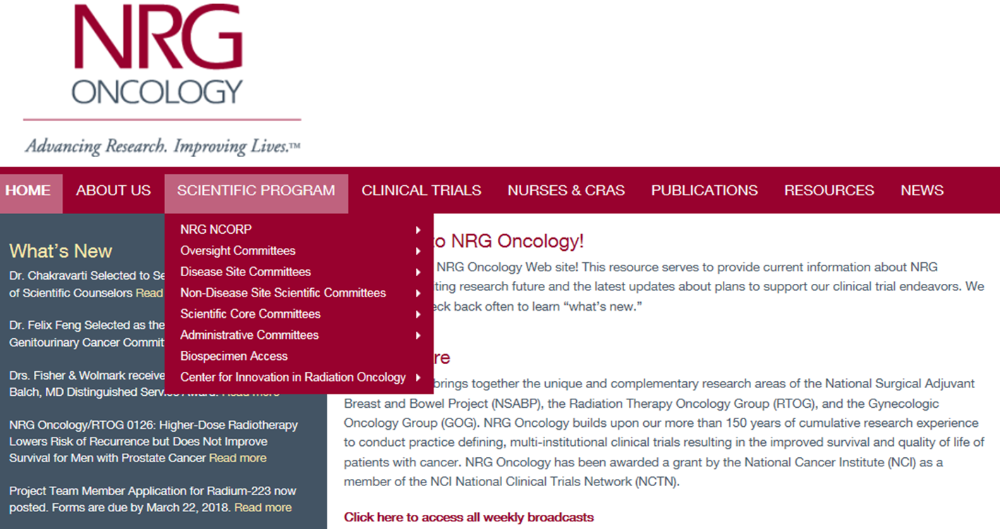 NRG
ONCOLOGY
Advancing Research. Improving Lives.™
HOME ABOUT US SCIENTIFIC PROGRAM CLINICAL TRIALS NURSES & CRAS PUBLICATIONS RESOURCES NEWS
NRG NCORP
Oversight Committees
Disease Site Committees
Non-Disease Site Scientific Committees
Scientific Core Committees
Administrative Committees
Biospecimen Access
Center for Innovation in Radiation Oncology
What's New
Dr. Chakravarti Selected to Se
of Scientific Counselors Read
Dr. Felix Feng Selected as the
Genitourinary Cancer Commit
Drs. Fisher & Wolmark receive
Balch, MD Distinguished Service Award. Read more
NRG Oncology/RTOG 0126: Higher-Dose Radiotherapy
Lowers Risk of Recurrence but Does Not Improve
Survival for Men with Prostate Cancer Read more
Project Team Member Application for Radium-223 now
posted. Forms are due by March 22, 2018. Read more
to NRG Oncology!
NRG Oncology Web site! This resource serves to provide current information about NRG
iting research future and the latest updates about plans to support our clinical trial endeavors. We
eck back often to learn “what's new.”
re
brings together the unique and complementary research areas of the National Surgical Adjuvant
Breast and Bowel Project (NSABP), the Radiation Therapy Oncology Group (RTOG), and the Gynecologic
Oncology Group (GOG). NRG Oncology builds upon our more than 150 years of cumulative research experience
to conduct practice defining, multi-institutional clinical trials resulting in the improved survival and quality of life of
patients with cancer. NRG Oncology has been awarded a grant by the National Cancer Institute (NCI) as a
member of the NCI National Clinical Trials Network (NCTN).
Click here to access all weekly broadcasts